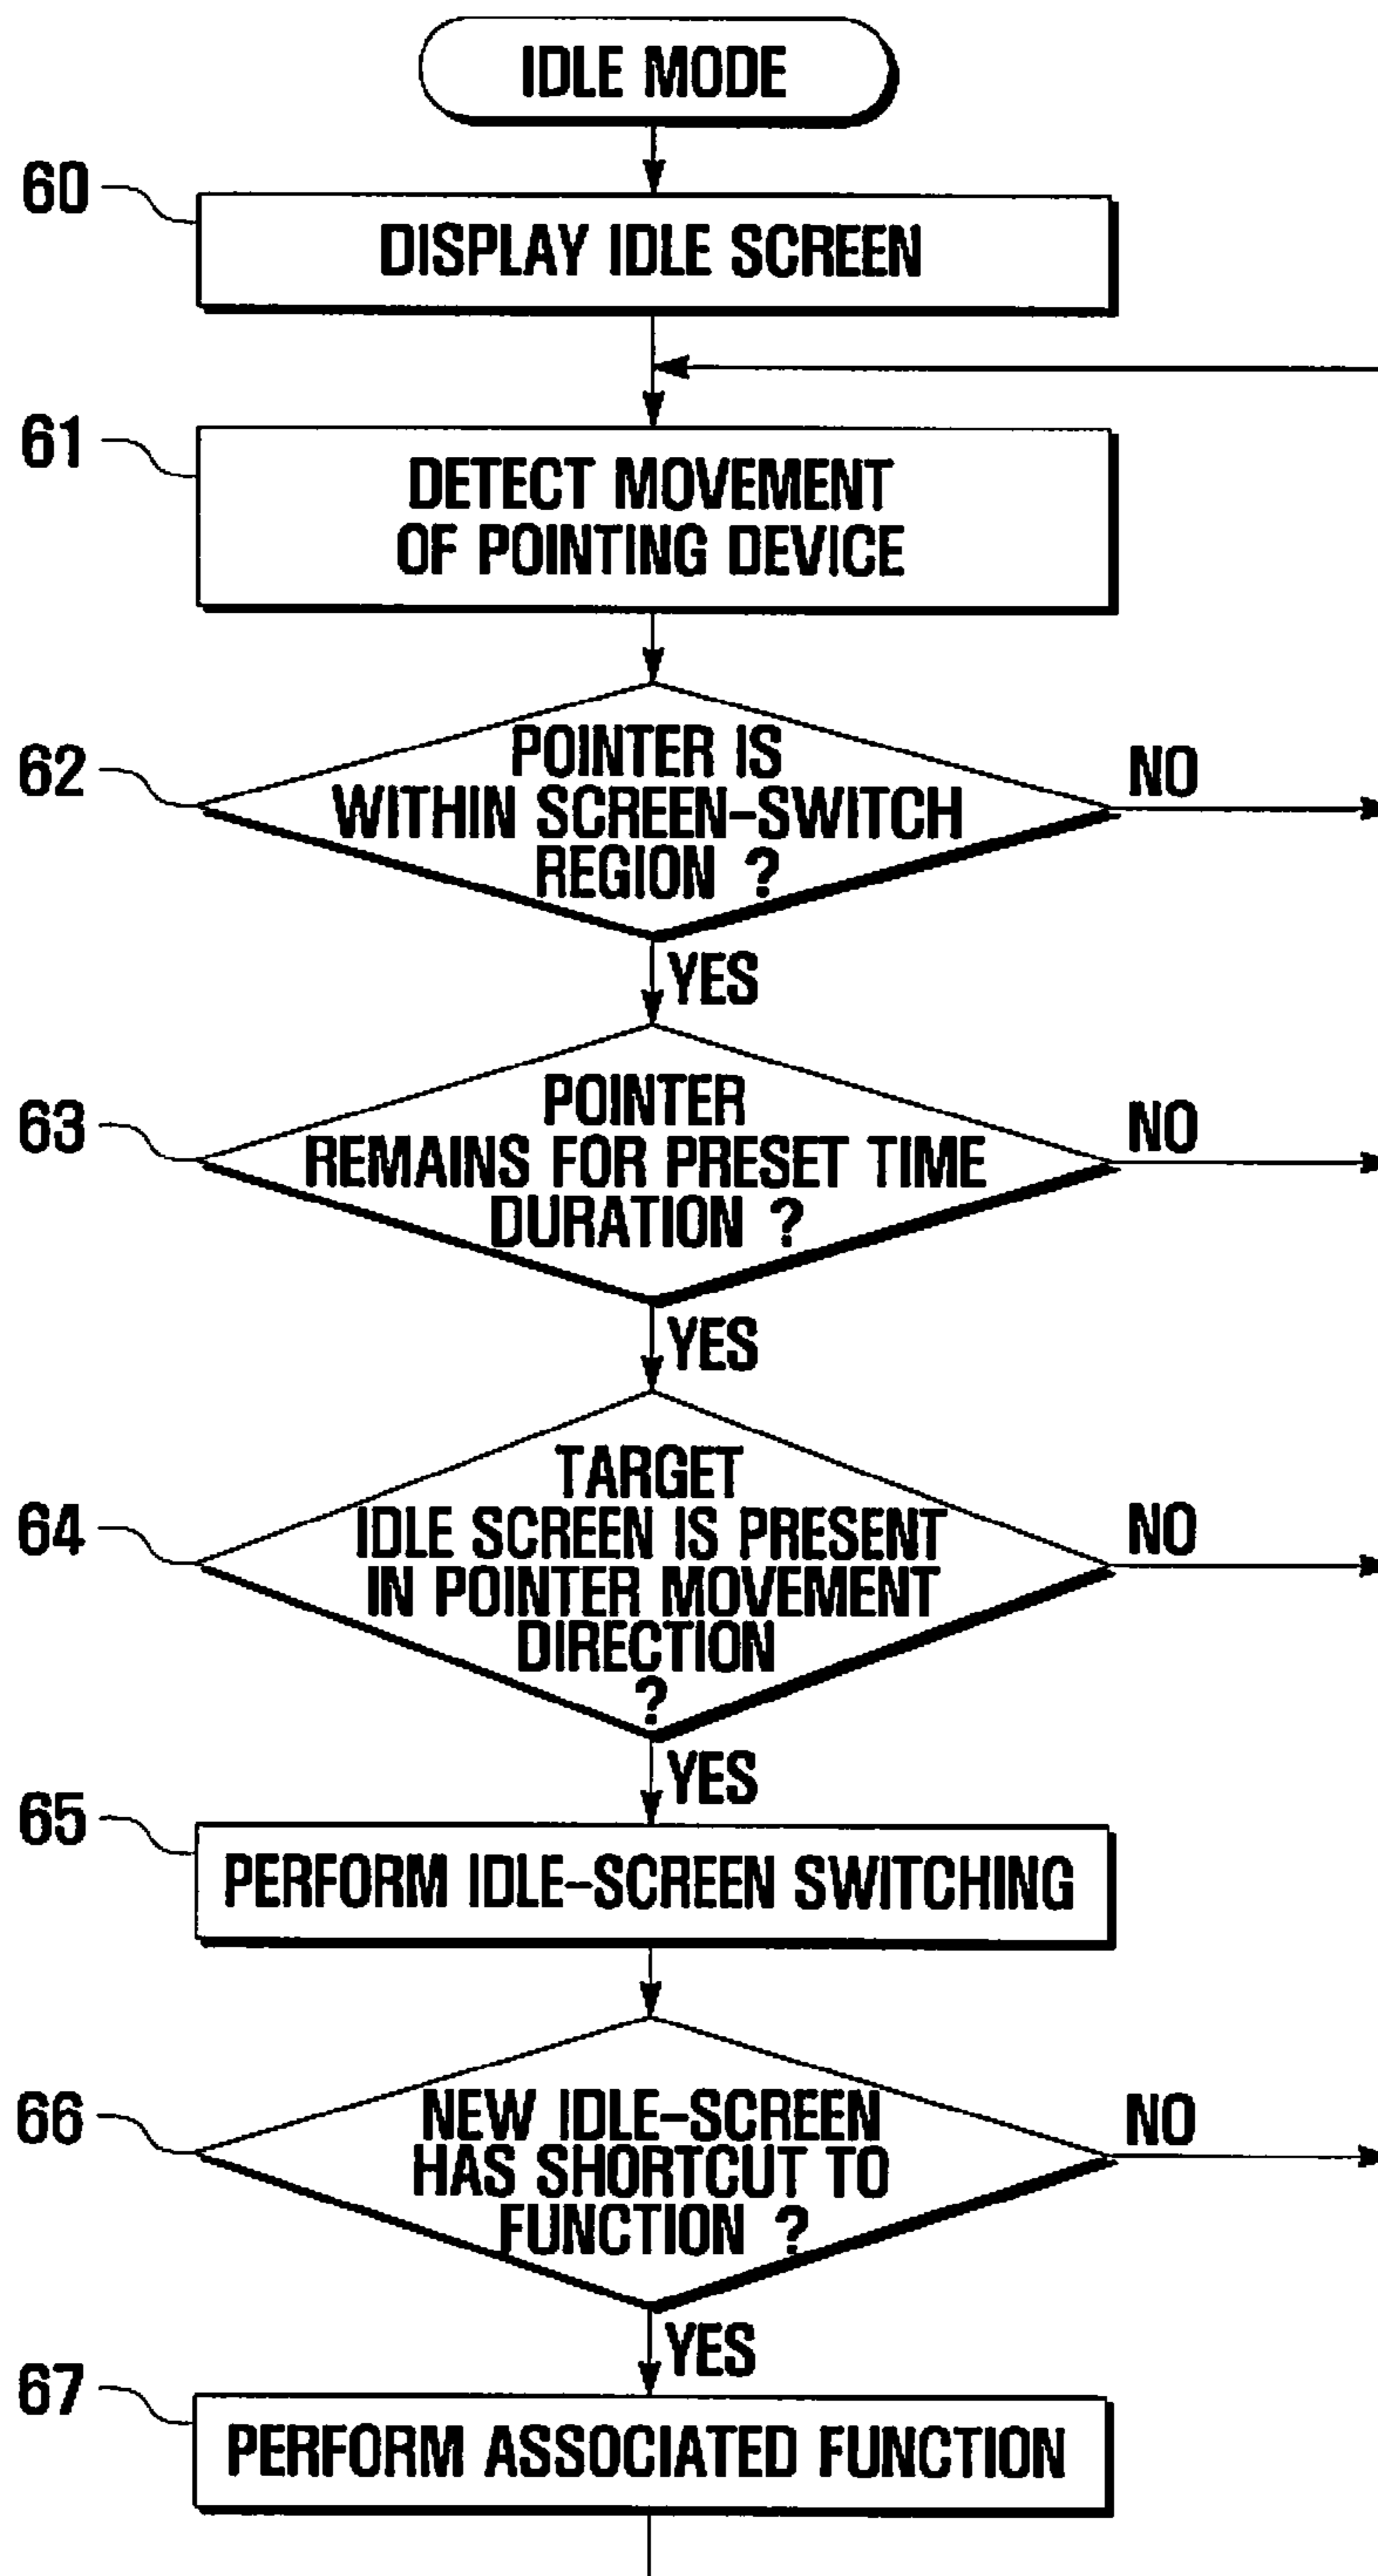 IDLE MODE
60
DISPLAY IDLE SCREEN
61
DETECT MOVEMENT
OF POINTING DEVICE
62
POINTER IS
WITHIN SCREEN-SWITCH
REGION ?
NO
YES
63
POINTER
REMAINS FOR PRESET TIME
DURATION ?
NO
YES
64
TARGET
IDLE SCREEN IS PRESENT
IN POINTER MOVEMENT
DIRECTION
?
NO
YES
65
PERFORM IDLE-SCREEN SWITCHING
66
NEW IDLE-SCREEN
HAS SHORTCUT TO
FUNCTION ?
NO
YES
67
PERFORM ASSOCIATED FUNCTION